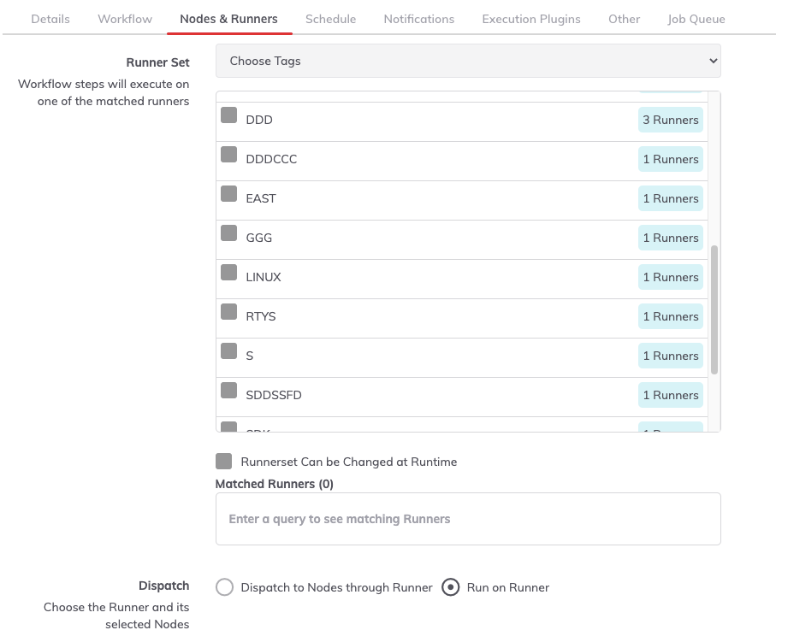 Details Workflow Nodes & Runners Schedule Notifications Execution Plugins Other Job Queue
Runner Set
Workflow steps will execute on
one of the matched runners
Choose Tags
DDD 3 Runners
DDDCCC 1 Runners
EAST 1 Runners
GGG 1 Runners
LINUX 1 Runners
RTYS 1 Runners
S 1 Runners
SDDSSFD 1 Runners
Runnerset Can be Changed at Runtime
Matched Runners (0)
Enter a query to see matching Runners
Dispatch
Choose the Runner and its
selected Nodes
Dispatch to Nodes through Runner Run on Runner